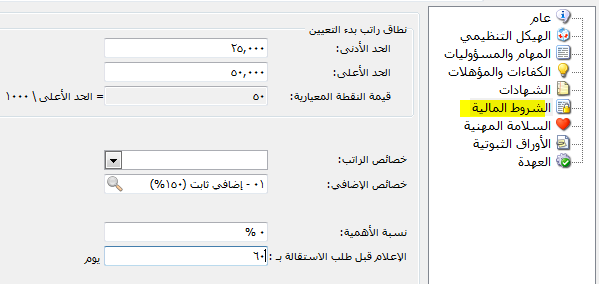 عام
الهيكل التنظيمي
المهام والمسؤوليات
الكفاءات والمؤهلات
الشهادات
الشروط المالية
السلامة المهنية
الأوراق الثبوتية
العهدة
نطاق راتب بدء التعيين
الحد الأدنى: ٢٥,٠٠٠
الحد الأعلى: ٥٠,٠٠٠
قيمة النقطة المعيارية: ٥٠ = الحد الأعلى \ ١٠٠٠
خصائص الراتب:
خصائص الإضافي: ٠١ - إضافي ثابت (١٥٠%)
نسبة الأهمية: ٠ %
الإعلام قبل طلب الاستقالة بـ : ٦٠ يوم